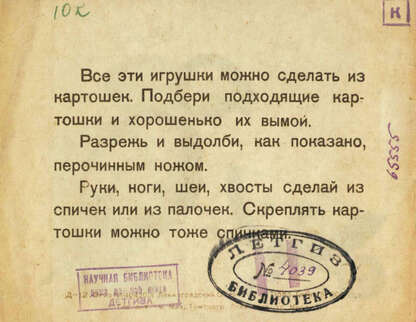 10к
К
Все эти игрушки можно сделать из
картошек. Подбери подходящие кар-
тошки и хорошенько их вымой.
Разрежь и выдолби, как показано,
перочинным ножом.
Руки, ноги, шеи, хвосты сделай из
спичек или из палочек. Скреплять кар-
тошки можно тоже спичками.
65555
ЛЕТГИЗ
№ 4039
БИБЛИОТЕКА
НАУЧНАЯ БИБЛИОТЕКА
ДЕТГИЗА